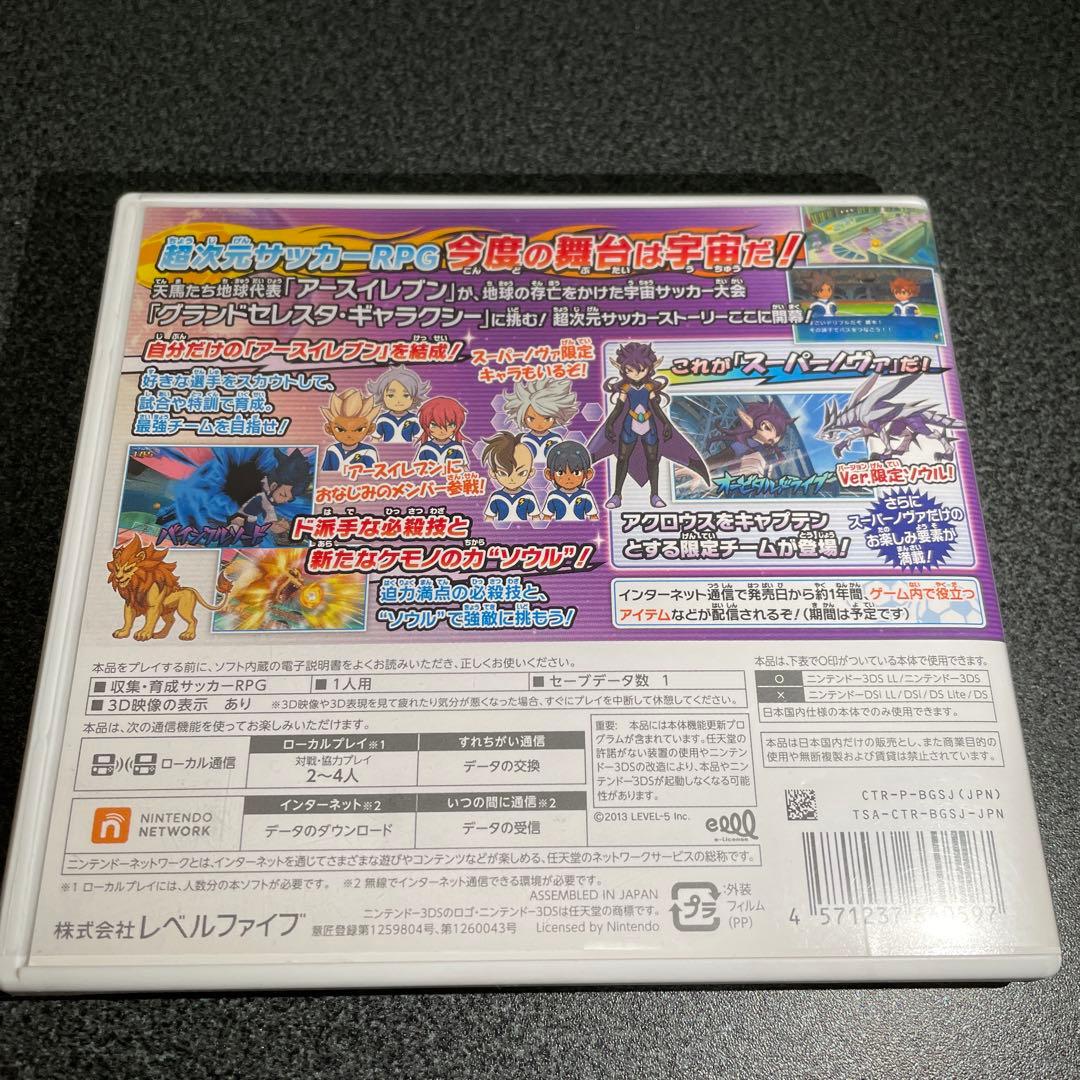 超次元サッカーRPG 今度の舞台は宇宙だ!
天馬たち地球代表「アースイレブン」が、地球の存亡をかけた宇宙サッカー大会
「グランドセレスタ・ギャラクシー」に挑む! 超次元サッカーストーリーここに開幕!
すごいドリブルだぞ 剣城!
その調子でパスをつなごう!!
自分だけの「アースイレブン」を結成!
好きな選手をスカウトして、
試合や特訓で育成。
最強チームを目指せ!
スーパーノヴァ限定
キャラもいるぞ!
「アースイレブン」に
おなじみのメンバー参戦!
ド派手な必殺技と
新たなケモノの力“ソウル”!
迫力満点の必殺技と、
“ソウル”で強敵に挑もう!
これが「スーパーノヴァ」だ!
オービタルドライブ
Ver.限定ソウル!
バージョン
アクロウスをキャプテン
とする限定チームが登場!
さらに
スーパーノヴァだけの
お楽しみ要素が
満載!
インターネット通信で発売日から約1年間、ゲーム内で役立つ
アイテムなどが配信されるぞ!(期間は予定です)
本品をプレイする前に、ソフト内蔵の電子説明書をよくお読みいただき、正しくお使いください。
■収集・育成サッカーRPG ■1人用 ■セーブデータ数 1
■3D映像の表示 あり ※3D映像や3D表現を見て疲れたり気分が悪くなった場合、すぐにプレイを中断して休憩してください。
本品は、次の通信機能を使ってお楽しみいただけます。
ローカル通信
ローカルプレイ※1
対戦・協力プレイ
2〜4人
すれちがい通信
データの交換
NINTENDO
NETWORK
インターネット※2
データのダウンロード
いつの間に通信※2
データの受信
ニンテンドーネットワークとは、インターネットを通じてさまざまな遊びやコンテンツなどが楽しめる、任天堂のネットワークサービスの総称です。
※1 ローカルプレイには、人数分の本ソフトが必要です。 ※2 無線でインターネット通信できる環境が必要です。
重要: 本品には本体機能更新プロ
グラムが含まれています。任天堂の
許諾がない装置の使用やニンテン
ドー3DSの改造により、本品やニン
テンドー3DSが起動しなくなる可能
性があります。
©2013 LEVEL-5 Inc.
e-License
本品は、下表で○印がついている本体で使用できます。
○ ニンテンドー3DS LL/ニンテンドー3DS
× ニンテンドーDSi LL/DSi/DS Lite/DS
日本国内仕様の本体でのみ使用できます。
本品は日本国内だけの販売とし、また商業目的の
使用や無断複製および賃貸は禁止されています。
CTR-P-BGSJ(JPN)
TSA-CTR-BGSJ-JPN
株式会社レベルファイブ
ASSEMBLED IN JAPAN
ニンテンドー3DSのロゴ・ニンテンドー3DSは任天堂の商標です。
意匠登録第1259804号、第1260043号 Licensed by Nintendo
プラ
:外装
フィルム
(PP)
4 571237